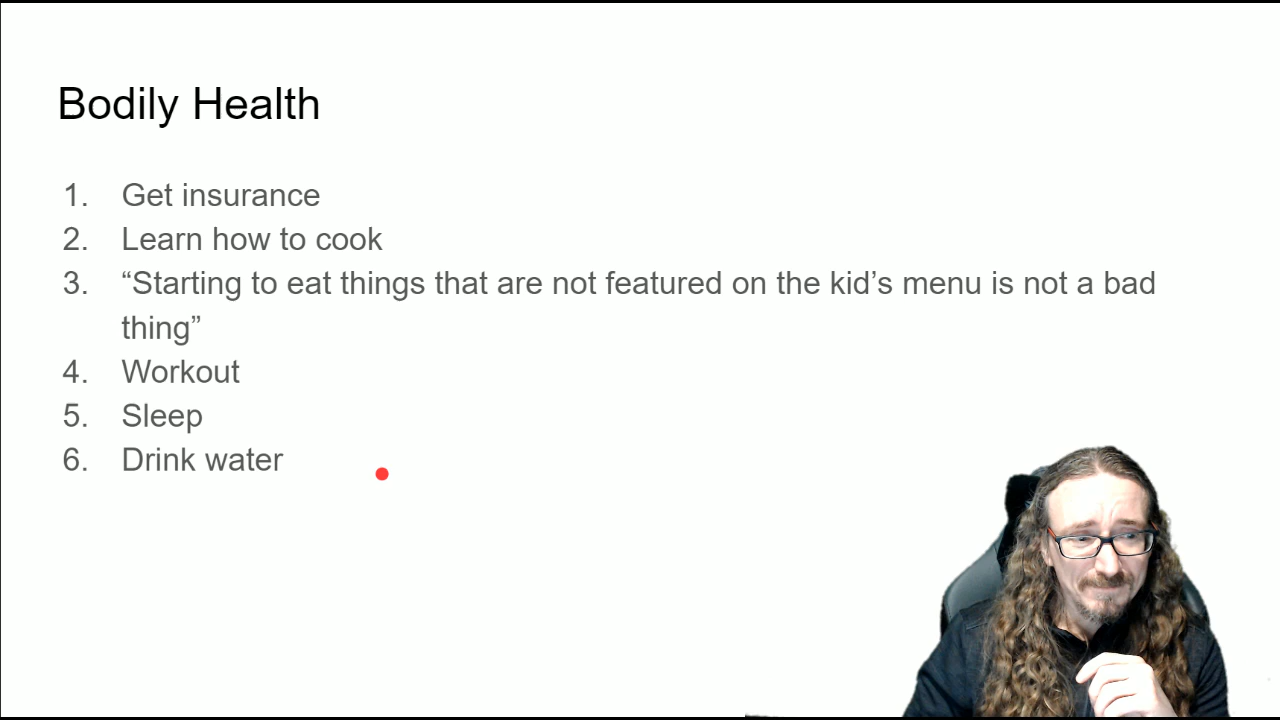 Bodily Health
1. Get insurance
2. Learn how to cook
3. “Starting to eat things that are not featured on the kid’s menu is not a bad
thing”
4. Workout
5. Sleep
6. Drink water